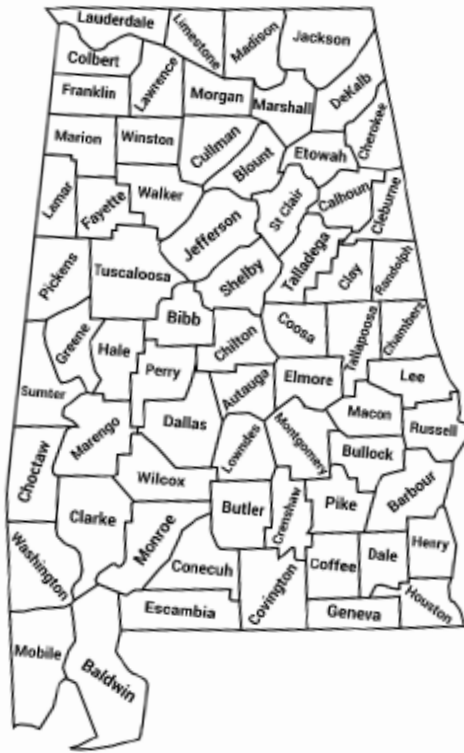 Lauderdale
Limestone
Madison
Jackson
Colbert
Lawrence
Franklin
Morgan
Marshall
DeKalb
Cherokee
Marion
Winston
Cullman
Blount
Etowah
Lamar
Fayette
Walker
Jefferson
St Clair
Calhoun
Cleburne
Pickens
Tuscaloosa
Shelby
Talladega
Clay
Randolph
Greene
Hale
Bibb
Chilton
Coosa
Tallapoosa
Chambers
Sumter
Perry
Autauga
Elmore
Lee
Marengo
Dallas
Lowndes
Montgomery
Macon
Russell
Choctaw
Wilcox
Bullock
Barbour
Clarke
Monroe
Butler
Crenshaw
Pike
Washington
Conecuh
Covington
Coffee
Dale
Henry
Escambia
Geneva
Houston
Mobile
Baldwin